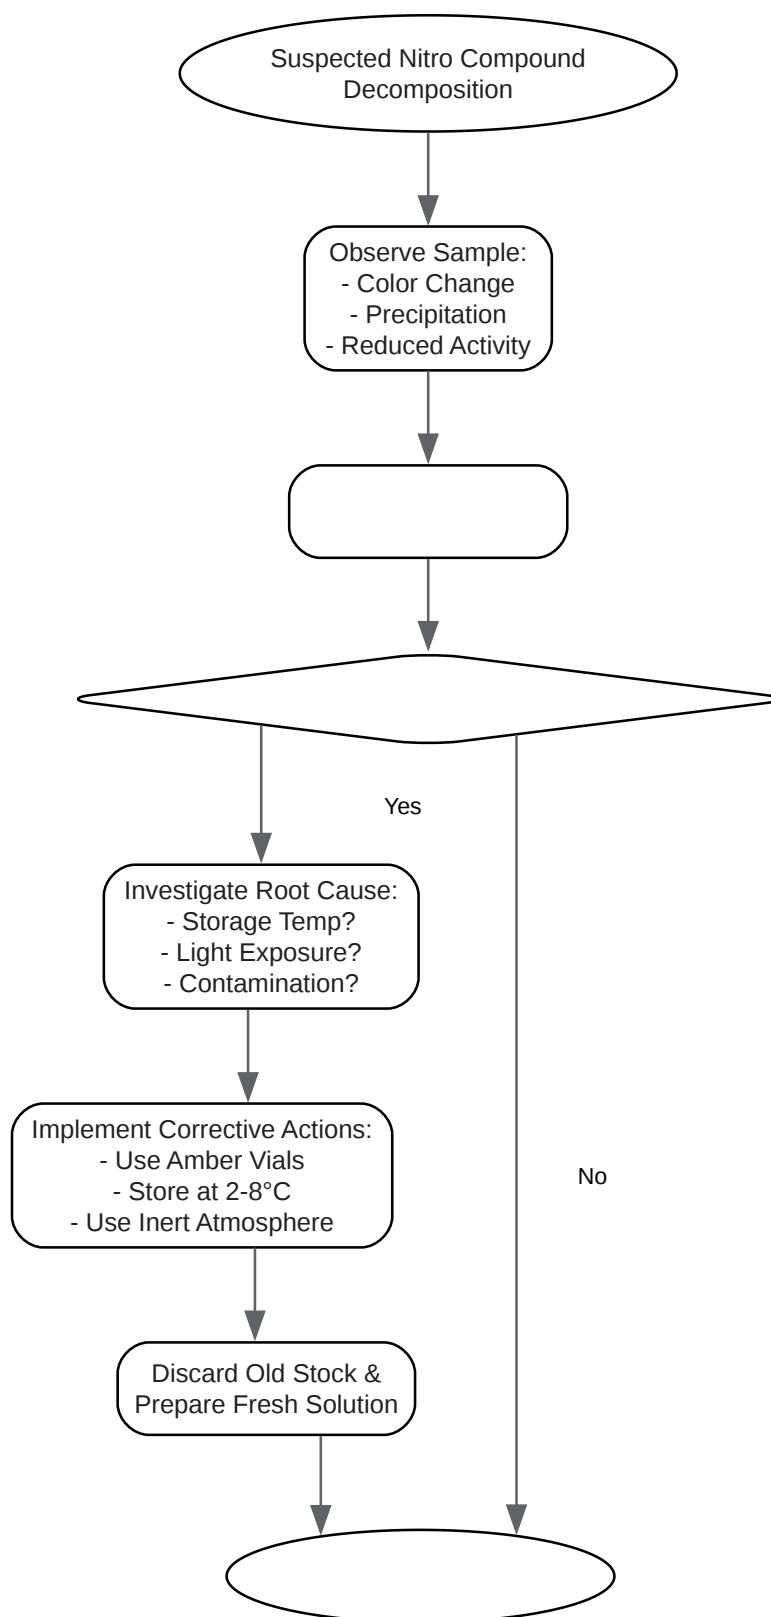 Suspected Nitro Compound
Decomposition
Observe Sample:
- Color Change
- Precipitation
- Reduced Activity
Yes
Investigate Root Cause:
- Storage Temp?
- Light Exposure?
- Contamination?
Implement Corrective Actions:
- Use Amber Vials
- Store at 2-8°C
- Use Inert Atmosphere
No
Discard Old Stock &
Prepare Fresh Solution